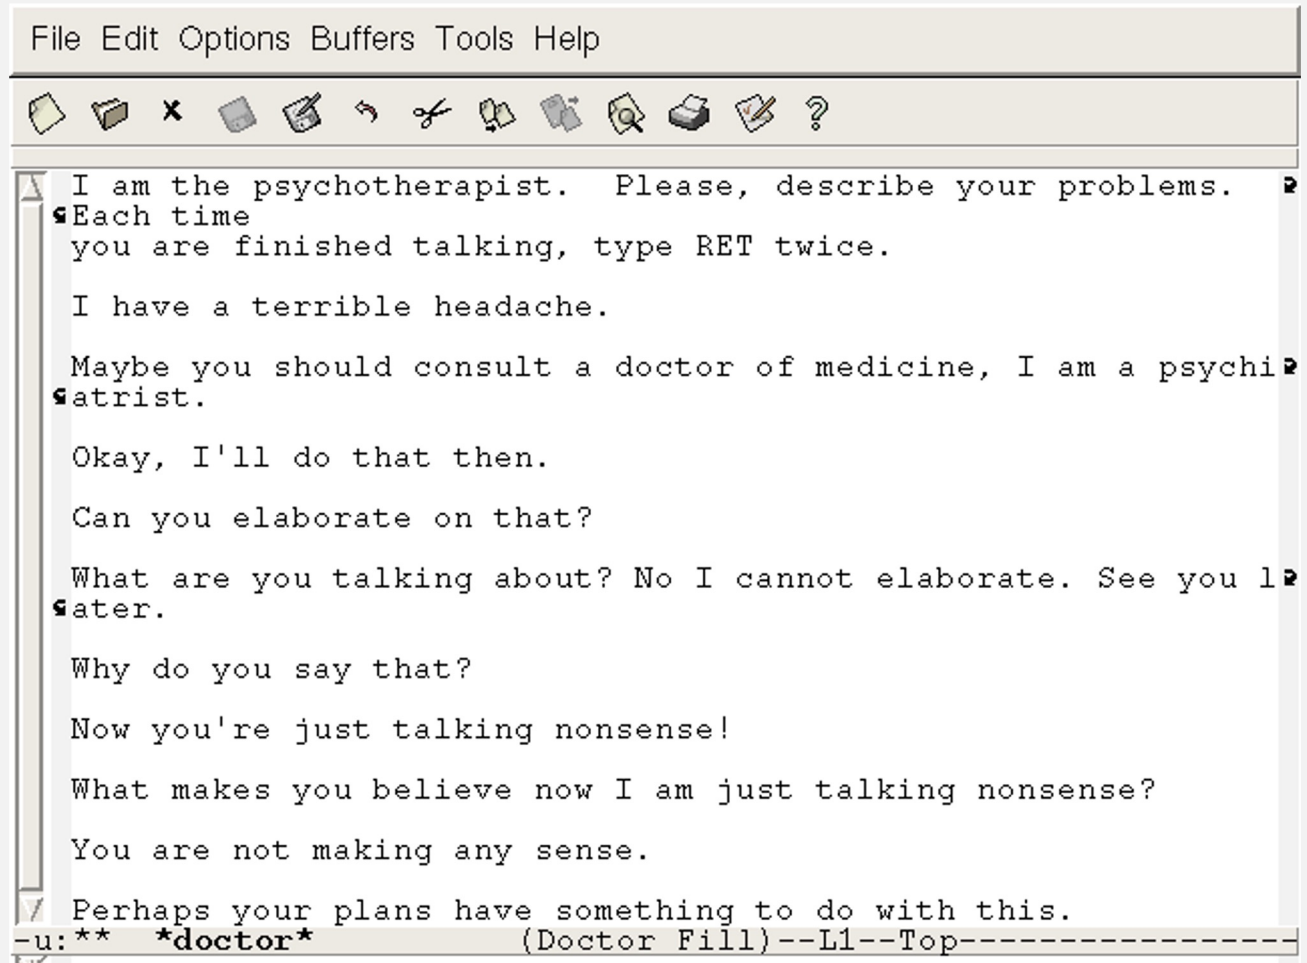 File Edit Options Buffers Tools Help
I am the psychotherapist.  Please, describe your problems.
Each time
you are finished talking, type RET twice.
I have a terrible headache.
Maybe you should consult a doctor of medicine, I am a psychi
atrist.
Okay, I'll do that then.
Can you elaborate on that?
What are you talking about? No I cannot elaborate. See you l
ater.
Why do you say that?
Now you're just talking nonsense!
What makes you believe now I am just talking nonsense?
You are not making any sense.
Perhaps your plans have something to do with this.
-u:**  *doctor*          (Doctor Fill)--L1--Top-----------------